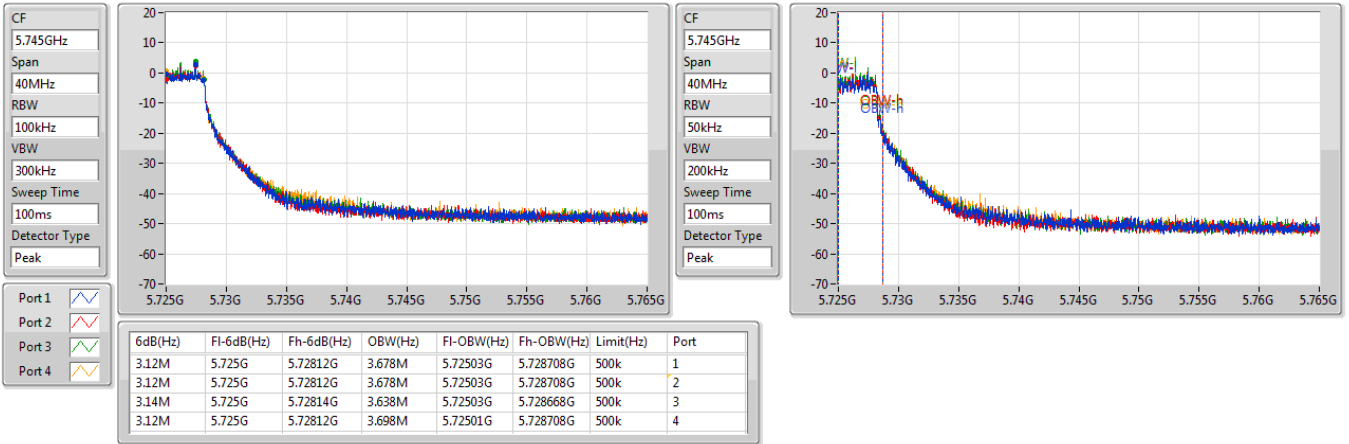 CF
5.745GHz
Span
40MHz
RBW
100kHz
VBW
300kHz
Sweep Time
100ms
Detector Type
Peak
20
10
0
-10
-20
-30
-40
-50
-60
-70
5.725G 5.73G 5.735G 5.74G 5.745G 5.75G 5.755G 5.76G 5.765G
CF
5.745GHz
Span
40MHz
RBW
50kHz
VBW
200kHz
Sweep Time
100ms
Detector Type
Peak
20
10
0
-10
-20
-30
-40
-50
-60
-70
W-l
OBW-h
OBW-h
5.725G 5.73G 5.735G 5.74G 5.745G 5.75G 5.755G 5.76G 5.765G
Port 1
Port 2
Port 3
Port 4
6dB(Hz) Fl-6dB(Hz) Fh-6dB(Hz) OBW(Hz) Fl-OBW(Hz) Fh-OBW(Hz) Limit(Hz) Port
3.12M 5.725G 5.72812G 3.678M 5.72503G 5.728708G 500k 1
3.12M 5.725G 5.72812G 3.678M 5.72503G 5.728708G 500k 2
3.14M 5.725G 5.72814G 3.638M 5.72503G 5.728668G 500k 3
3.12M 5.725G 5.72812G 3.698M 5.72501G 5.728708G 500k 4